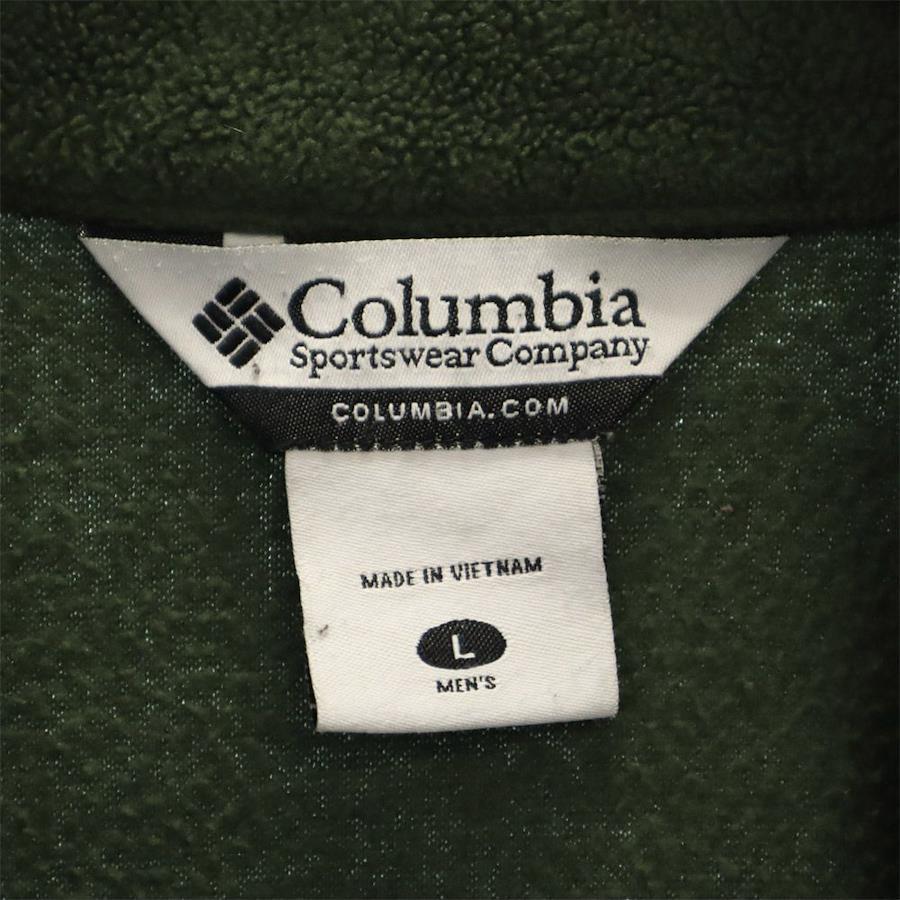 Columbia
Sportswear Company
COLUMBIA.COM
MADE IN VIETNAM
L
MEN'S